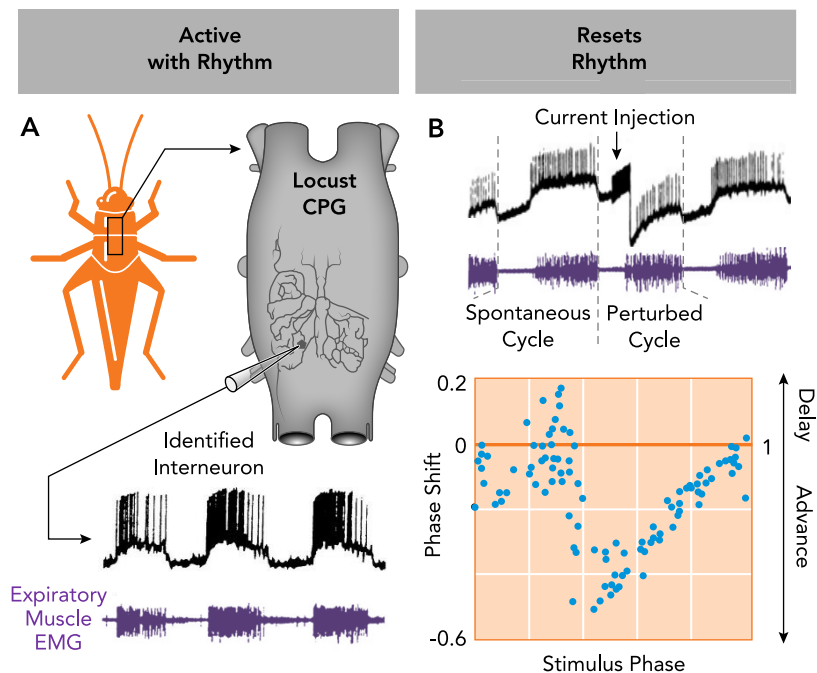 Active
with Rhythm
Resets
Rhythm
A
Locust
CPG
Identified
Interneuron
Expiratory
Muscle
EMG
B
Current Injection
Spontaneous
Cycle
Perturbed
Cycle
0.2
0
-0.6
Phase Shift
1
Delay
Advance
Stimulus Phase